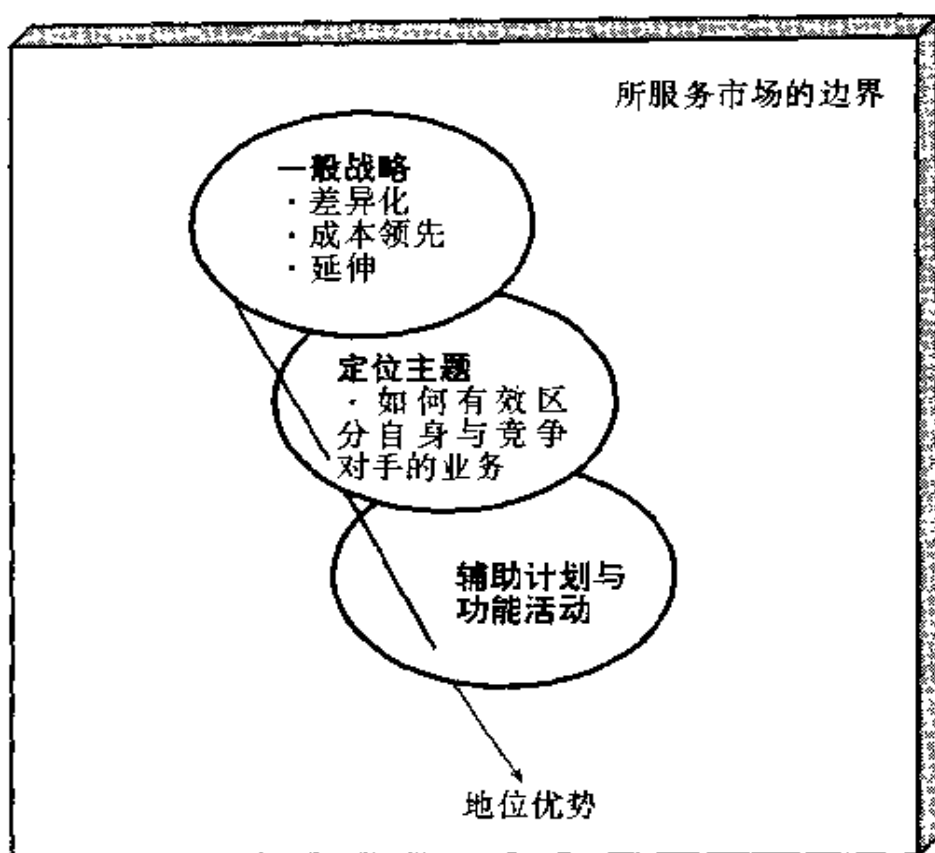 所服务市场的边界
一般战略
·差异化
·成本领先
·延伸
定位主题
·如何有效区
分自身与竞争
对手的业务
辅助计划与
功能活动
地位优势